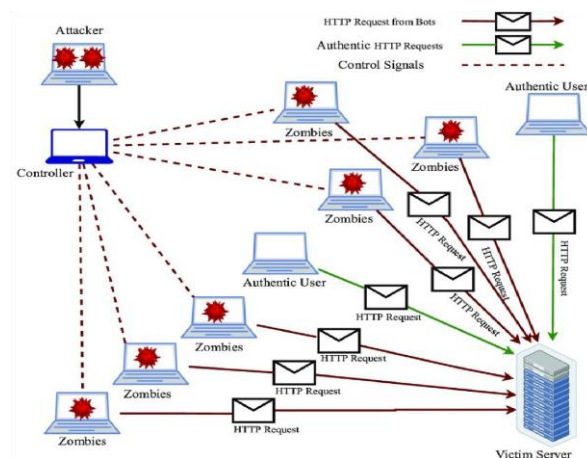 HTTP Request from Bots
Attacker
Authentic HTTP Requests
Control Signals
Authentic User
Zombies
Zombies
Controller
Zombies
HTTP Request
HTTP Request
HTTP Request
HTTP Request
Authentic User
HTTP Request
Zombies
HTTP Request
Zombies
HTTP Request
Zombies
HTTP Request
Victim Server